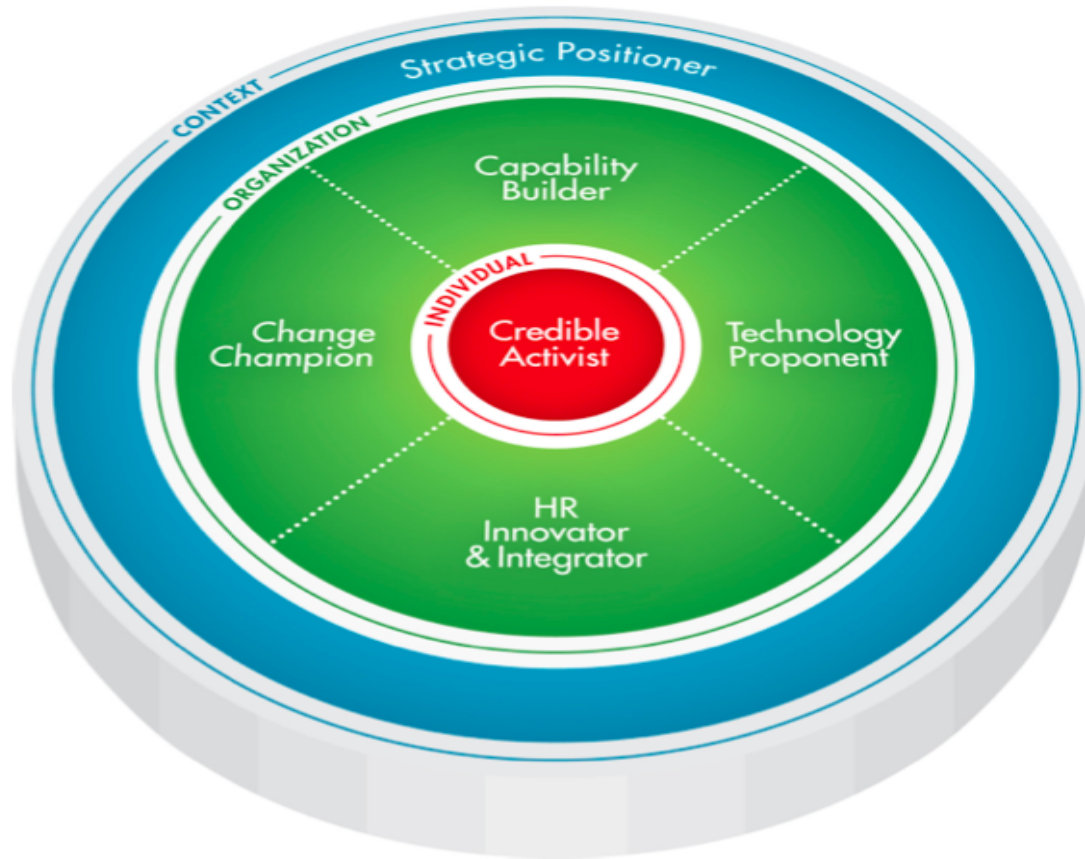 CONTEXT
Strategic Positioner
ORGANIZATION
Capability
Builder
INDIVIDUAL
Change
Champion
Credible
Activist
Technology
Proponent
HR
Innovator
& Integrator